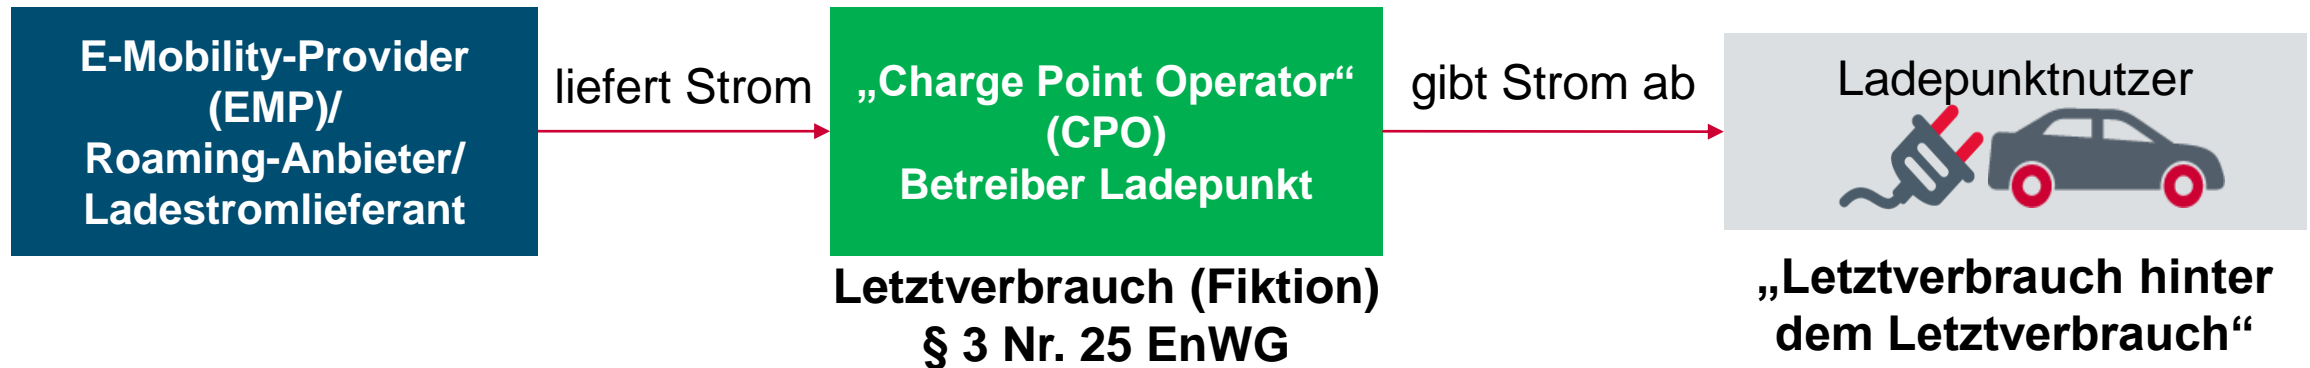 E-Mobility-Provider
(EMP)/
Roaming-Anbieter/
Ladestromlieferant
liefert Strom
„Charge Point Operator“
(CPO)
Betreiber Ladepunkt
gibt Strom ab
Ladepunktnutzer
Letztverbrauch (Fiktion)
§ 3 Nr. 25 EnWG
„Letztverbrauch hinter
dem Letztverbrauch“